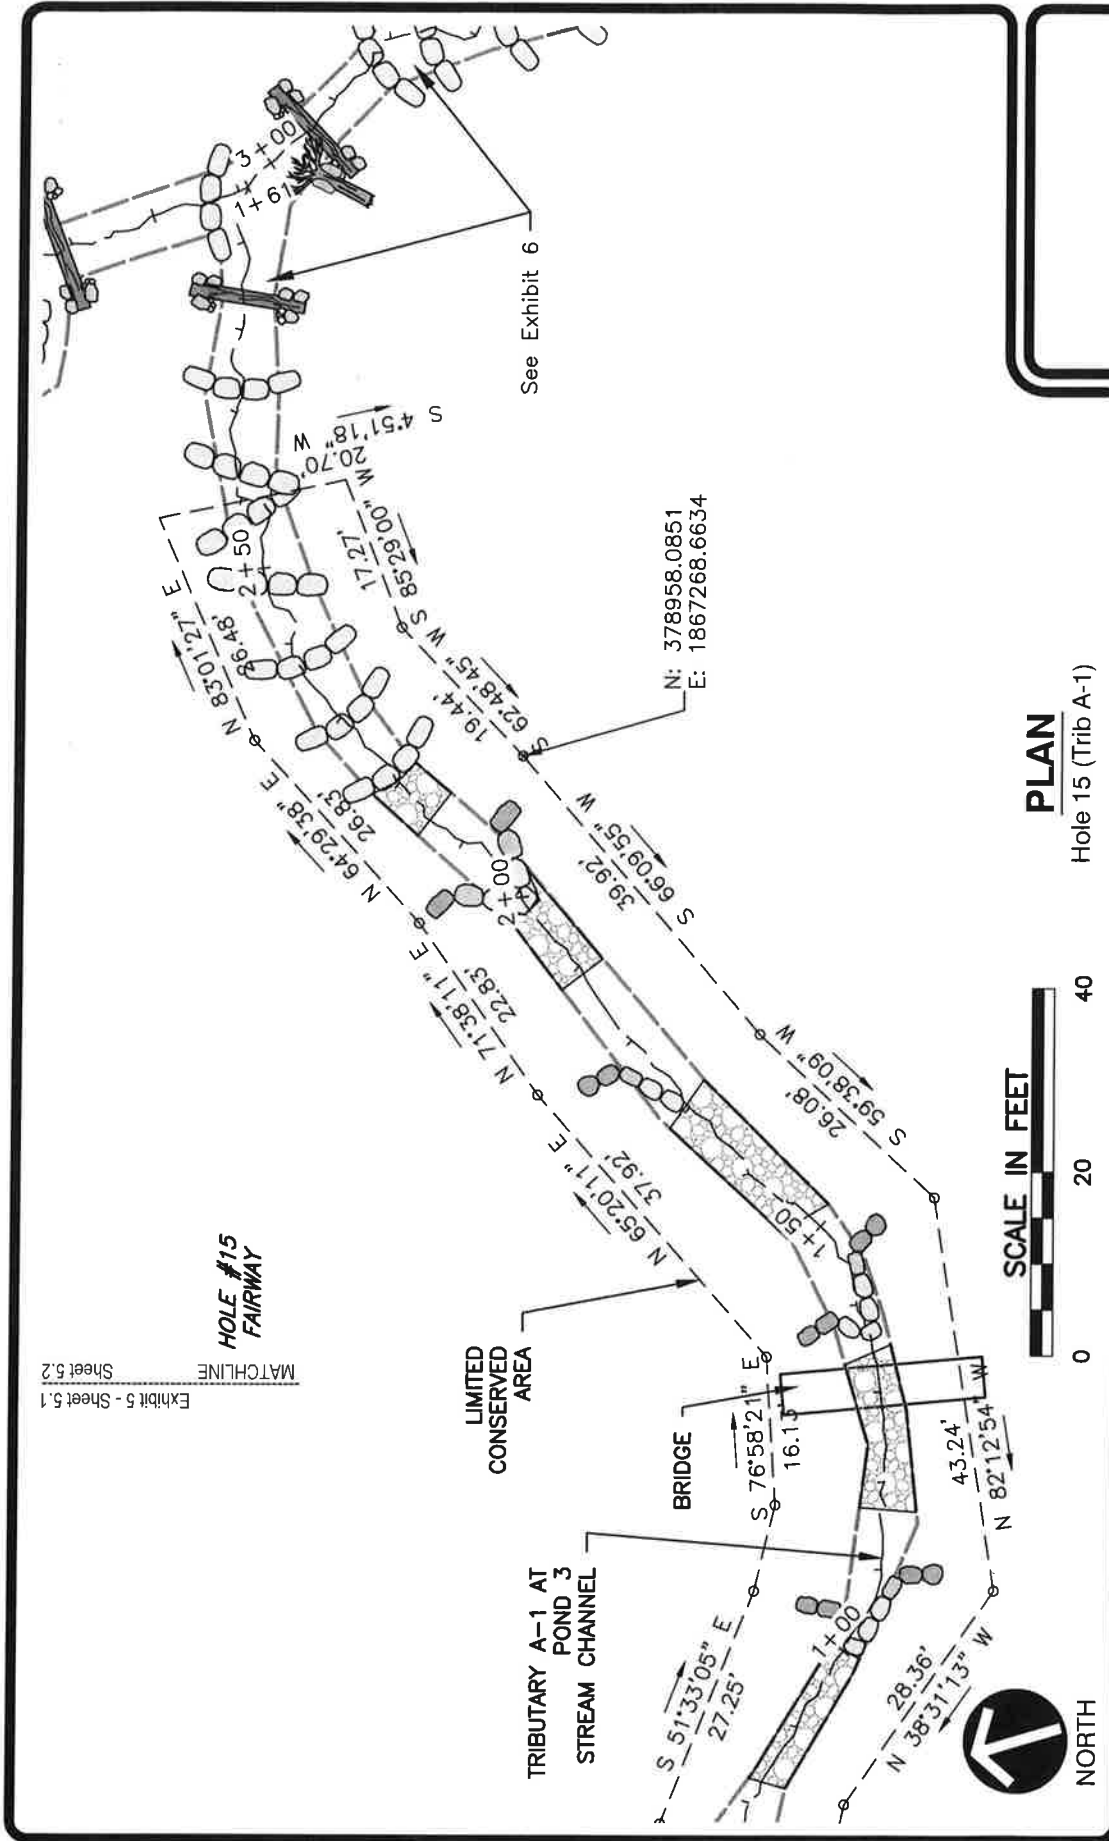 Exhibit 5 - Sheet 5.1
MATCHLINE Sheet 5.2
HOLE #15
FAIRWAY
LIMITED
CONSERVED
AREA
BRIDGE
TRIBUTARY A-1 AT
POND 3
STREAM CHANNEL
S 51°33'05" E
27.25'
S 76°58'21" E
N 65°20'11" E
37.92'
N 71°38'11" E
22.83'
N 64°29'38" E
26.83'
N 83°01'27" E
26.48'
S 4°51'18" W
20.70'
S 85°29'00" W
17.27'
S 62°48'45" W
19.44'
S 66°09'55" W
39.92'
S 59°38'09" W
26.08'
N 82°12'54" W
43.24'
N 38°31'13" W
28.36'
1+00
1+50
2+00
2+50
3+00
1+61
See Exhibit 6
N: 378958.0851
E: 1867268.6634
PLAN
Hole 15 (Trib A-1)
SCALE IN FEET
0 20 40
NORTH